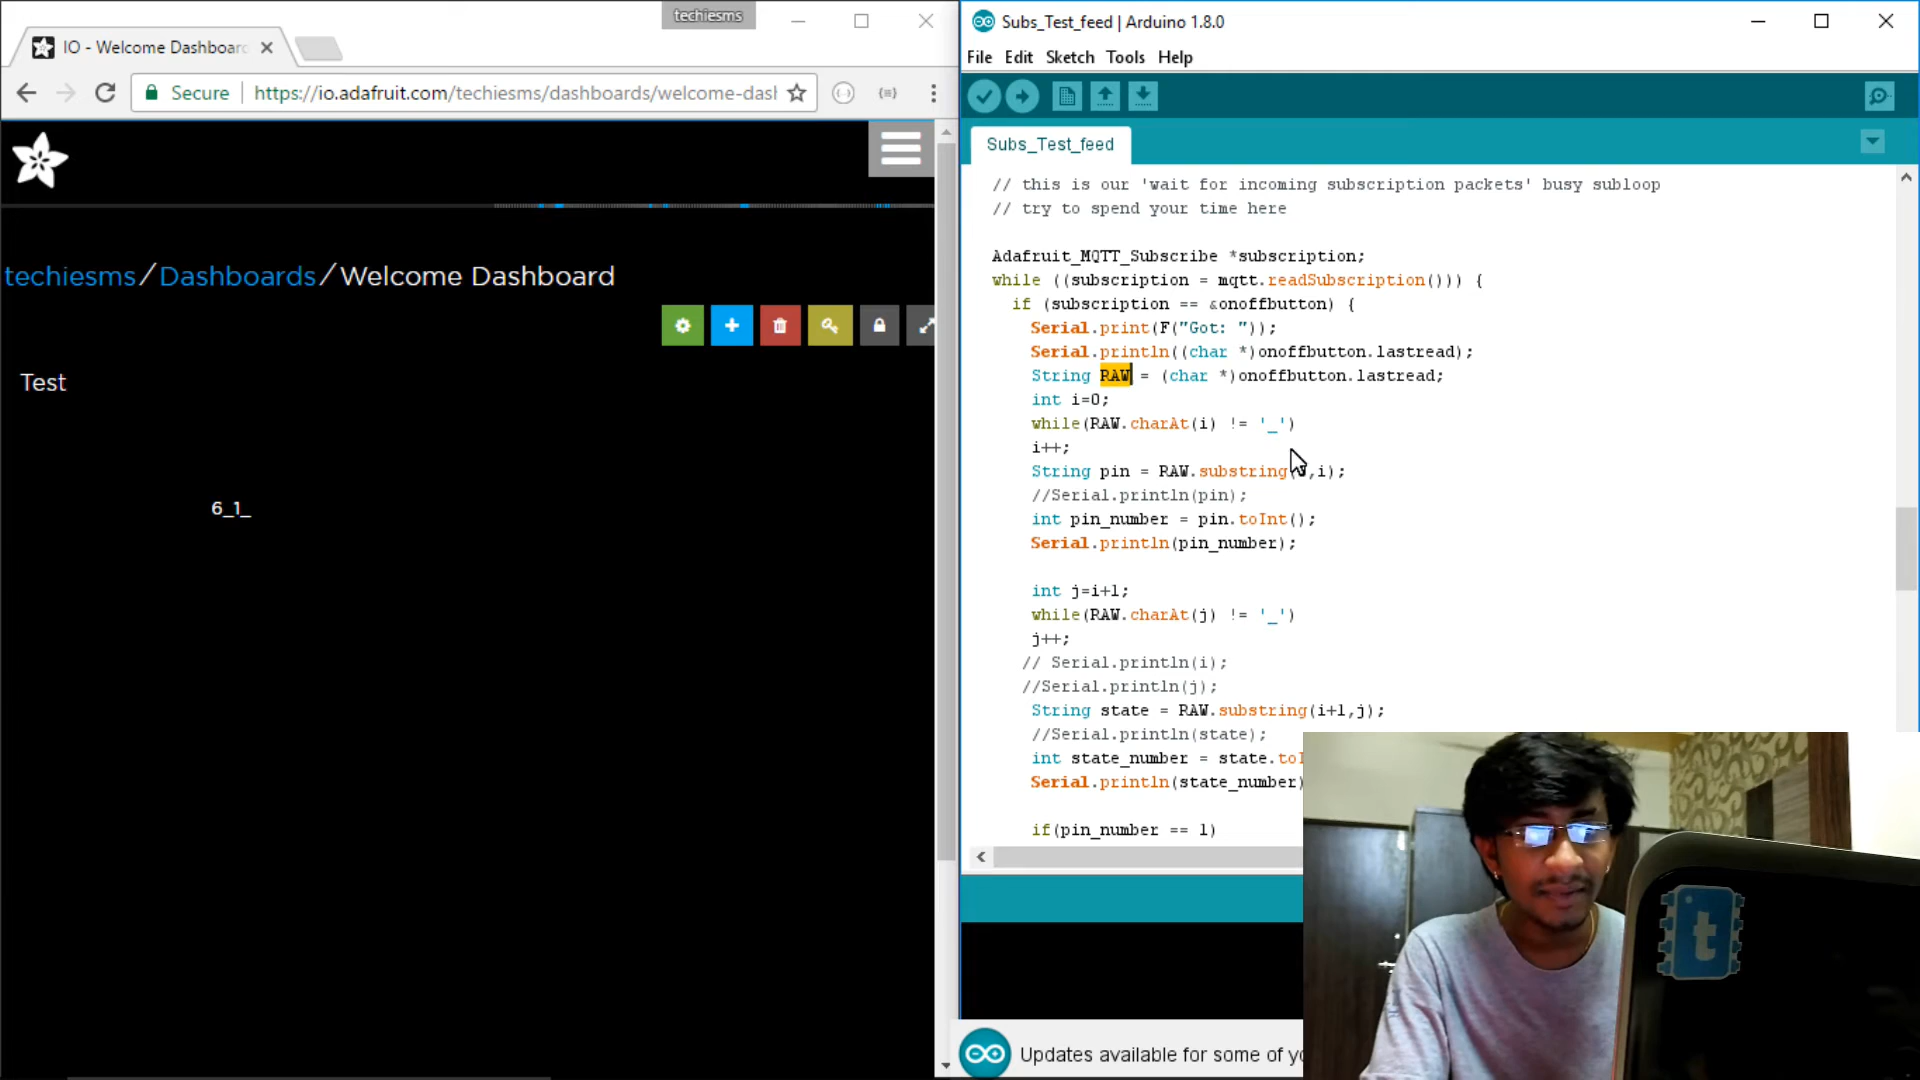 techiesms
IO - Welcome Dashboard
Secure
https://io.adafruit.com/techiesms/dashboards/welcome-dasl
techiesms/Dashboards/Welcome Dashboard
Test
6_1_
Subs_Test_feed | Arduino 1.8.0
File Edit Sketch Tools Help
Subs_Test_feed
// this is our 'wait for incoming subscription packets' busy subloop
// try to spend your time here
Adafruit_MQTT_Subscribe *subscription;
while ((subscription = mqtt.readSubscription())) {
if (subscription == &onoffbutton) {
Serial.print(F("Got: "));
Serial.println((char *)onoffbutton.lastread);
String RAW = (char *)onoffbutton.lastread;
int i=0;
while(RAW.charAt(i) != '_')
i++;
String pin = RAW.substring( ,i);
//Serial.println(pin);
int pin_number = pin.toInt();
Serial.println(pin_number);
int j=i+1;
while(RAW.charAt(j) != '_')
j++;
// Serial.println(i);
//Serial.println(j);
String state = RAW.substring(i+1,j);
//Serial.println(state);
int state_number = state.toI
Serial.println(state_number)
if(pin_number == 1)
Updates available for some of yo
t